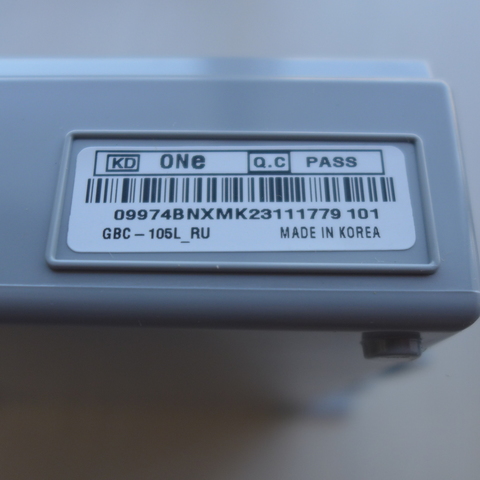 KD ONe Q.C PASS
09974BNXMK23111779 101
GBC-105L_RU MADE IN KOREA